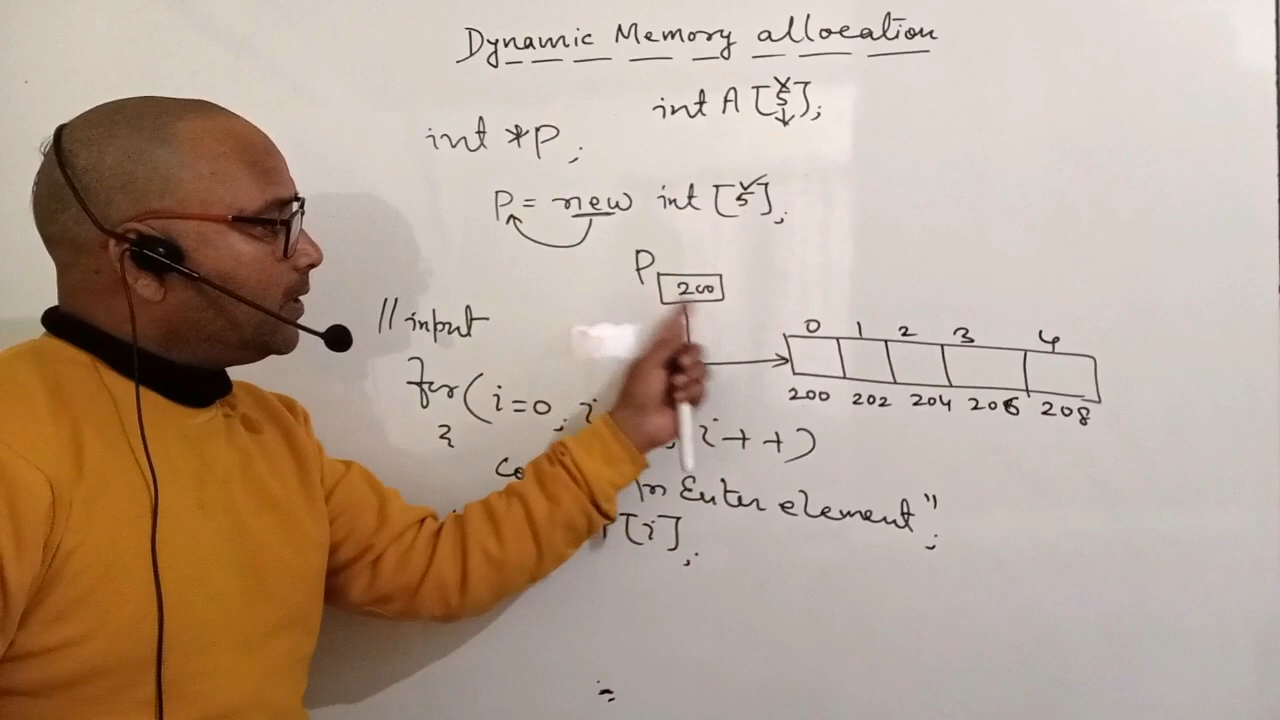 Dynamic Memory allocation
int A [5];
int *P;
P = new int [5];
P
200
// input
0 1 2 3 4
for(i=0; i ; i++)
200 202 204 206 208
{
co \n Enter element";
[i];